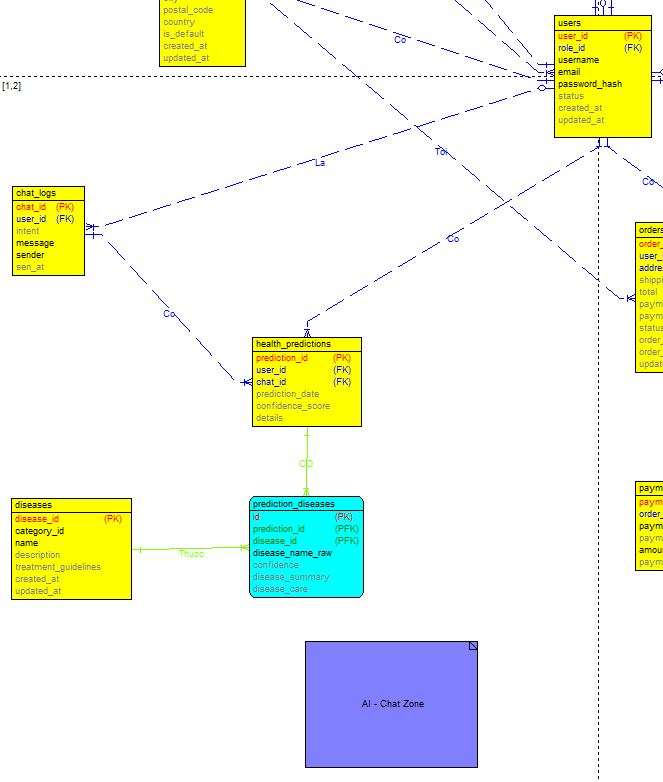 postal_code
country
is_default
created_at
updated_at
[1,2]
Co
users
user_id (PK)
role_id (FK)
username
email
password_hash
status
created_at
updated_at
La
Toi
Co
Co
chat_logs
chat_id (PK)
user_id (FK)
intent
message
sender
sen_at
Co
orders
order_
user_
addre
shippi
total
paym
paym
status
order_
order_
updat
health_predictions
prediction_id (PK)
user_id (FK)
chat_id (FK)
prediction_date
confidence_score
details
CO
diseases
disease_id (PK)
category_id
name
description
treatment_guidelines
created_at
updated_at
Thuoc
prediction_diseases
id (PK)
prediction_id (PFK)
disease_id (PFK)
disease_name_raw
confidence
disease_summary
disease_care
paym
paym
order_
paym
paym
amou
paym
AI - Chat Zone